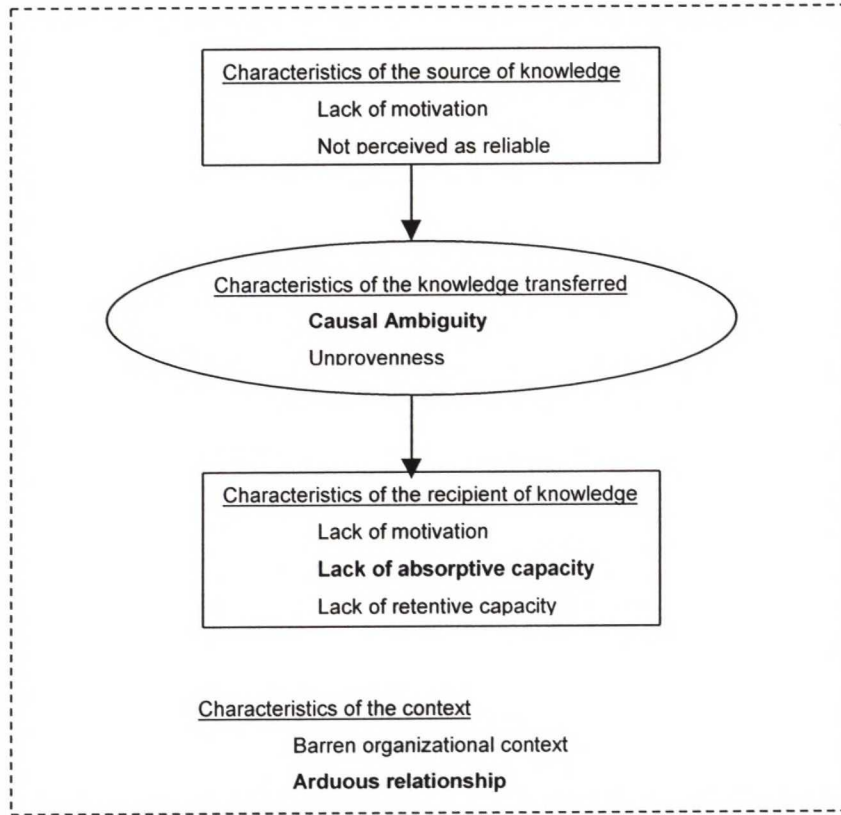 Characteristics of the source of knowledge
Lack of motivation
Not perceived as reliable
Characteristics of the knowledge transferred
Causal Ambiguity
Unprovenness
Characteristics of the recipient of knowledge
Lack of motivation
Lack of absorptive capacity
Lack of retentive capacity
Characteristics of the context
Barren organizational context
Arduous relationship